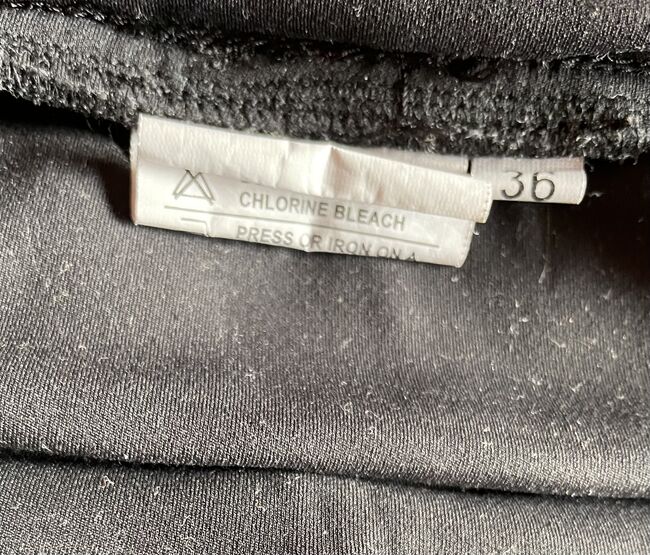 CHLORINE BLEACH
PRESS OR IRON ON A
36